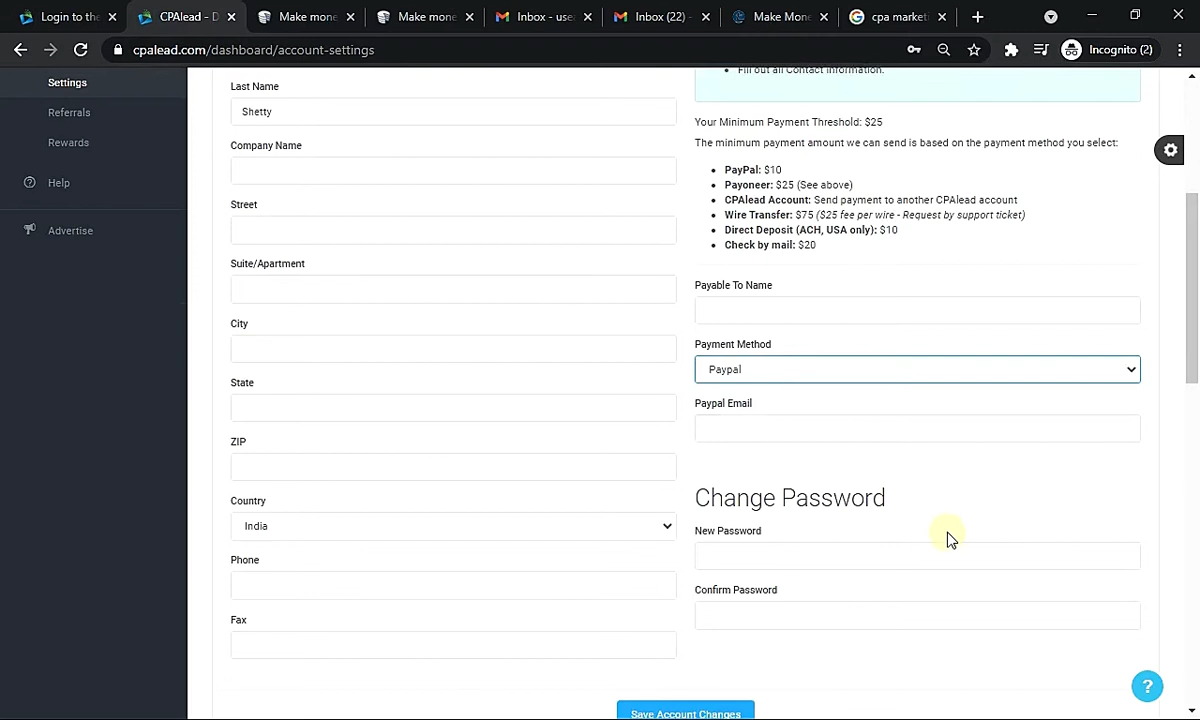 Login to the
CPAlead - D
Make mone
Make mone
Inbox - use
Inbox (22) -
Make Mone
cpa marketi
cpalead.com/dashboard/account-settings
Incognito (2)
Settings
Referrals
Rewards
Help
Advertise
Last Name
Shetty
Company Name
Street
Suite/Apartment
City
State
ZIP
Country
India
Phone
Fax
Fill out all Contact information.
Your Minimum Payment Threshold: $25
The minimum payment amount we can send is based on the payment method you select:
PayPal: $10
Payoneer: $25 (See above)
CPAlead Account: Send payment to another CPAlead account
Wire Transfer: $75 ($25 fee per wire - Request by support ticket)
Direct Deposit (ACH, USA only): $10
Check by mail: $20
Payable To Name
Payment Method
Paypal
Paypal Email
Change Password
New Password
Confirm Password
Save Account Changes
?